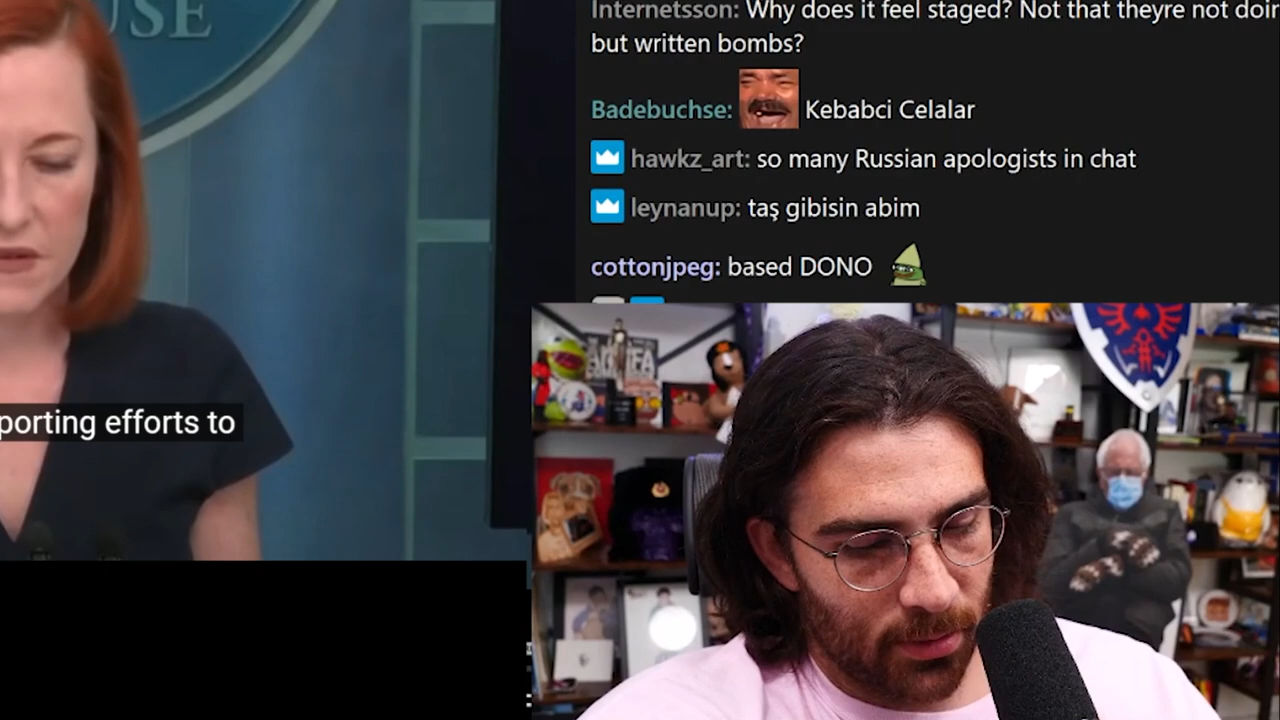 USE
Internetsson: Why does it feel staged? Not that theyre not doin
but written bombs?
Badebuchse: Kebabci Celalar
hawkz_art: so many Russian apologists in chat
leynanup: taş gibisin abim
cottonjpeg: based DONO
porting efforts to